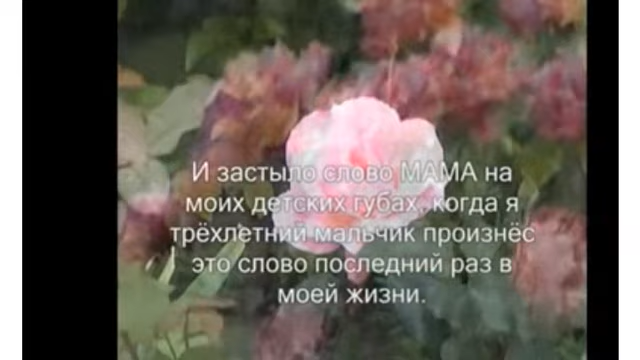 И застыло слово МАМА на
моих детских губах, когда я
трёхлетний мальчик произнёс
это слово последний раз в
моей жизни.